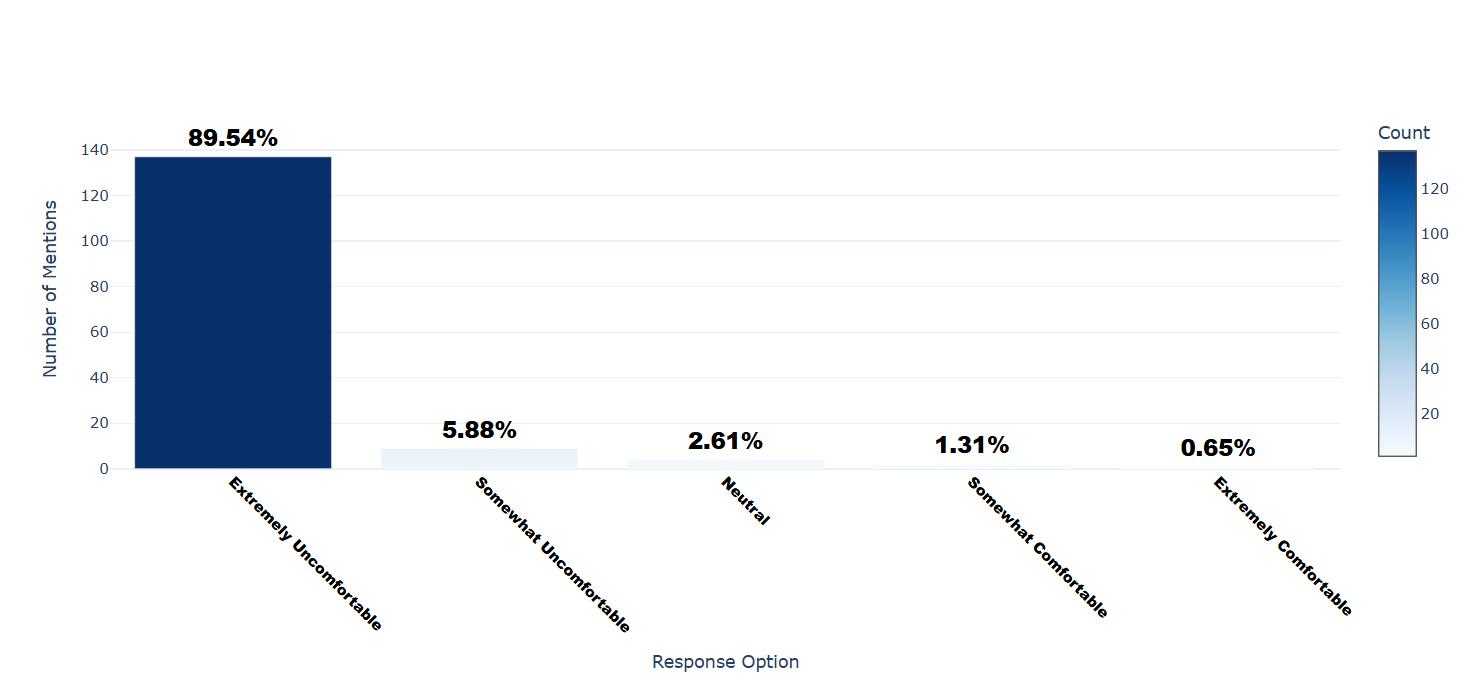 Count
89.54%
140
120
100
80
60
40
20
0
Number of Mentions
5.88%
2.61%
1.31%
0.65%
120
100
80
60
40
20
Extremely Uncomfortable
Somewhat Uncomfortable
Neutral
Somewhat Comfortable
Extremely Comfortable
Response Option